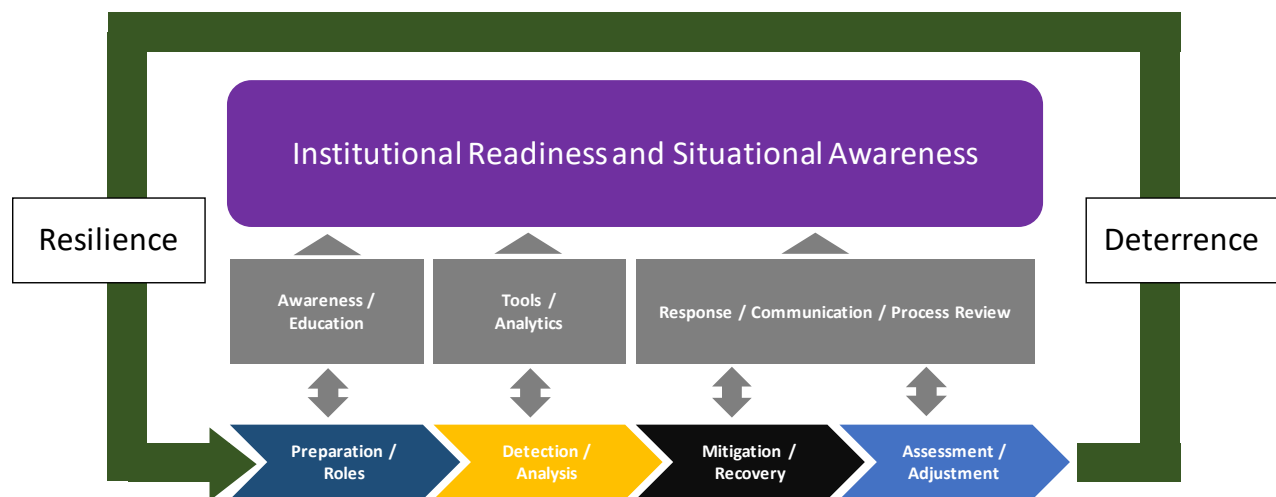 Institutional Readiness and Situational Awareness
Resilience
Deterrence
Awareness /
Education
Tools /
Analytics
Response / Communication / Process Review
Preparation /
Roles
Detection /
Analysis
Mitigation /
Recovery
Assessment /
Adjustment